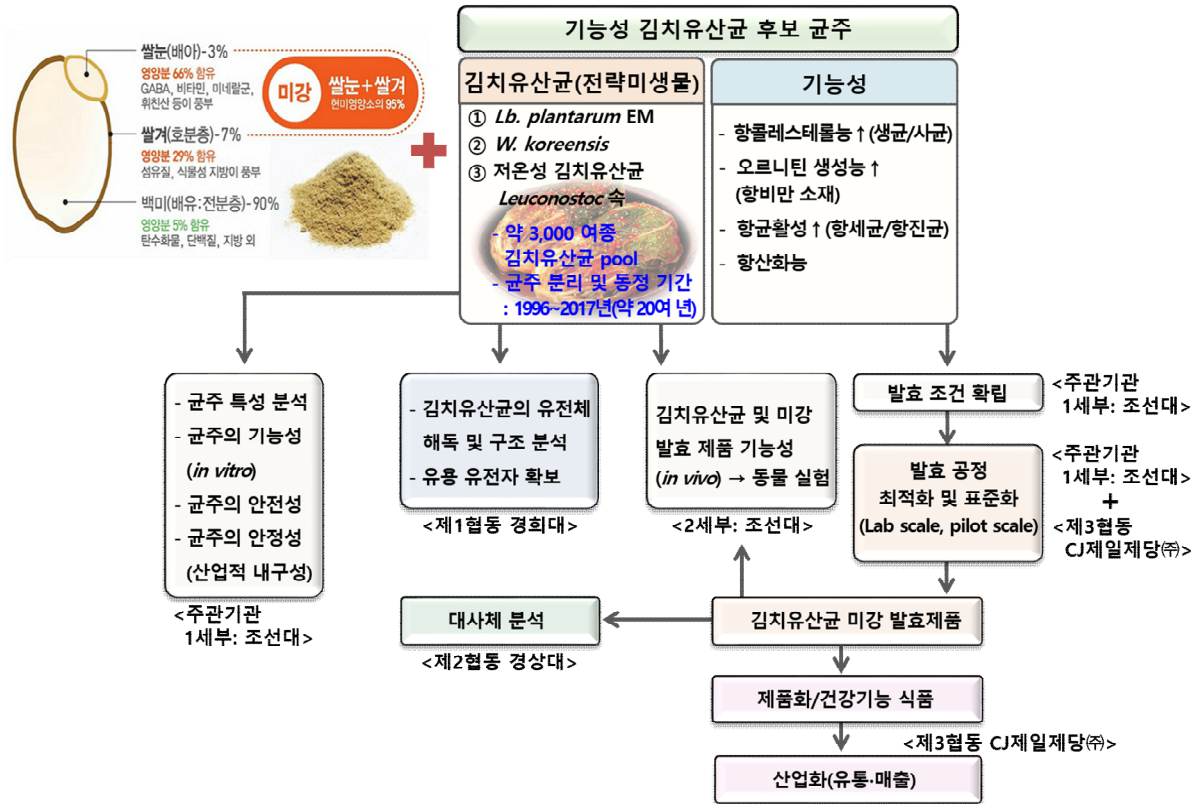 쌀눈(배아)-3%
영양분 66% 함유
GABA, 비타민, 미네랄군,
휘친산 등이 풍부
미강
쌀눈+쌀겨
현미영양소의 95%
쌀겨(호분층)-7%
영양분 29% 함유
섬유질, 식물성 지방이 풍부
백미(배유:전분층)-90%
영양분 5% 함유
탄수화물, 단백질, 지방 외
기능성 김치유산균 후보 균주
김치유산균(전략미생물)
① Lb. plantarum EM
② W. koreensis
③ 저온성 김치유산균
Leuconostoc 속
- 약 3,000 여종
김치유산균 pool
- 균주 분리 및 동정 기간
: 1996~2017년(약 20여 년)
기능성
- 항콜레스테롤능↑(생균/사균)
- 오르니틴 생성능↑
(항비만 소재)
- 항균활성↑(항세균/항진균)
- 항산화능
- 균주 특성 분석
- 균주의 기능성
(in vitro)
- 균주의 안전성
- 균주의 안정성
(산업적 내구성)
<주관기관
1세부: 조선대>
- 김치유산균의 유전체
해독 및 구조 분석
- 유용 유전자 확보
<제1협동 경희대>
김치유산균 및 미강
발효 제품 기능성
(in vivo) → 동물 실험
<2세부: 조선대>
발효 조건 확립
<주관기관
1세부: 조선대>
발효 공정
최적화 및 표준화
(Lab scale, pilot scale)
<주관기관
1세부: 조선대>
+
<제3협동
CJ제일제당㈜>
대사체 분석
<제2협동 경상대>
김치유산균 미강 발효제품
제품화/건강기능 식품
<제3협동 CJ제일제당㈜>
산업화(유통·매출)